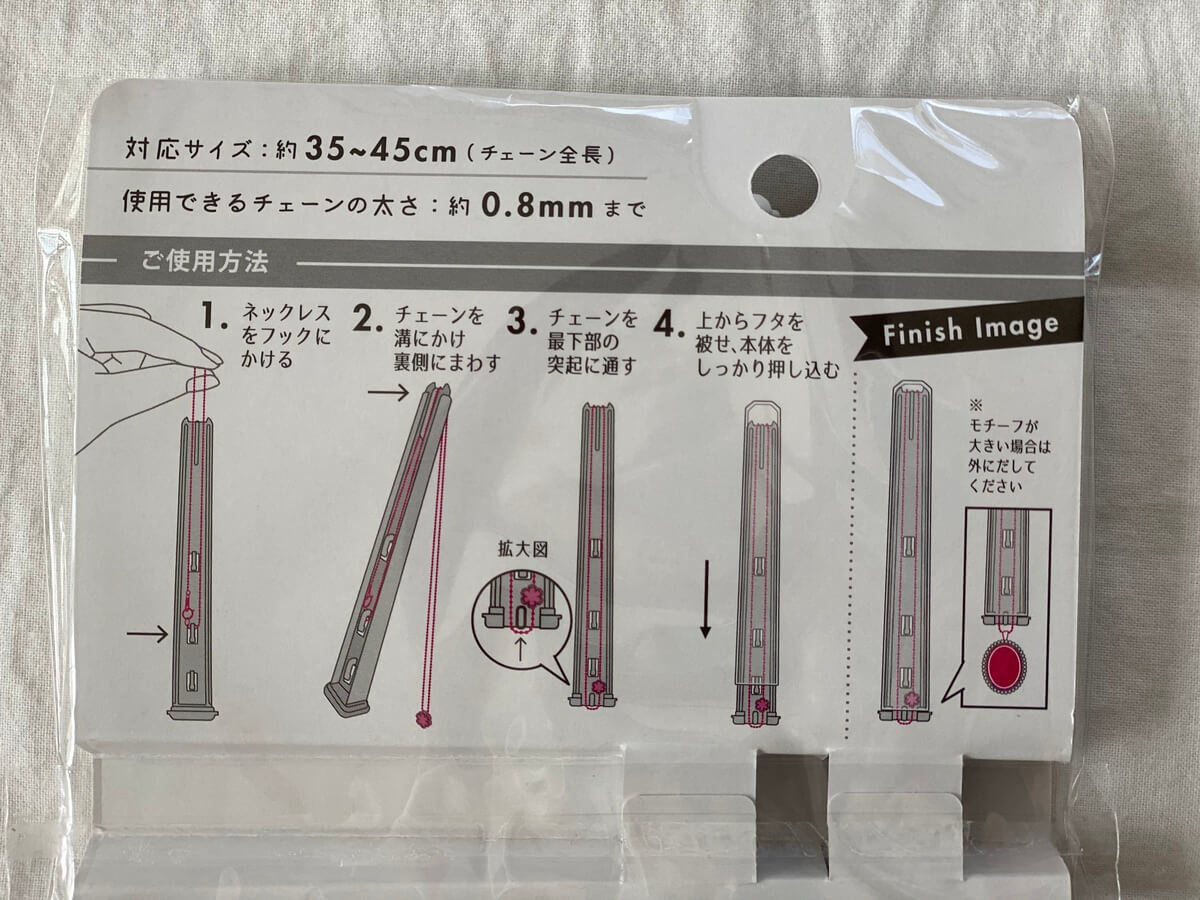 対応サイズ：約35~45cm（チェーン全長）
使用できるチェーンの太さ：約 0.8mm まで
ご使用方法
1. ネックレス
をフックに
かける
2. チェーンを
溝にかけ
裏側にまわす
3. チェーンを
最下部の
突起に通す
拡大図
4. 上からフタを
被せ、本体を
しっかり押し込む
Finish Image
※
モチーフが
大きい場合は
外にだして
ください